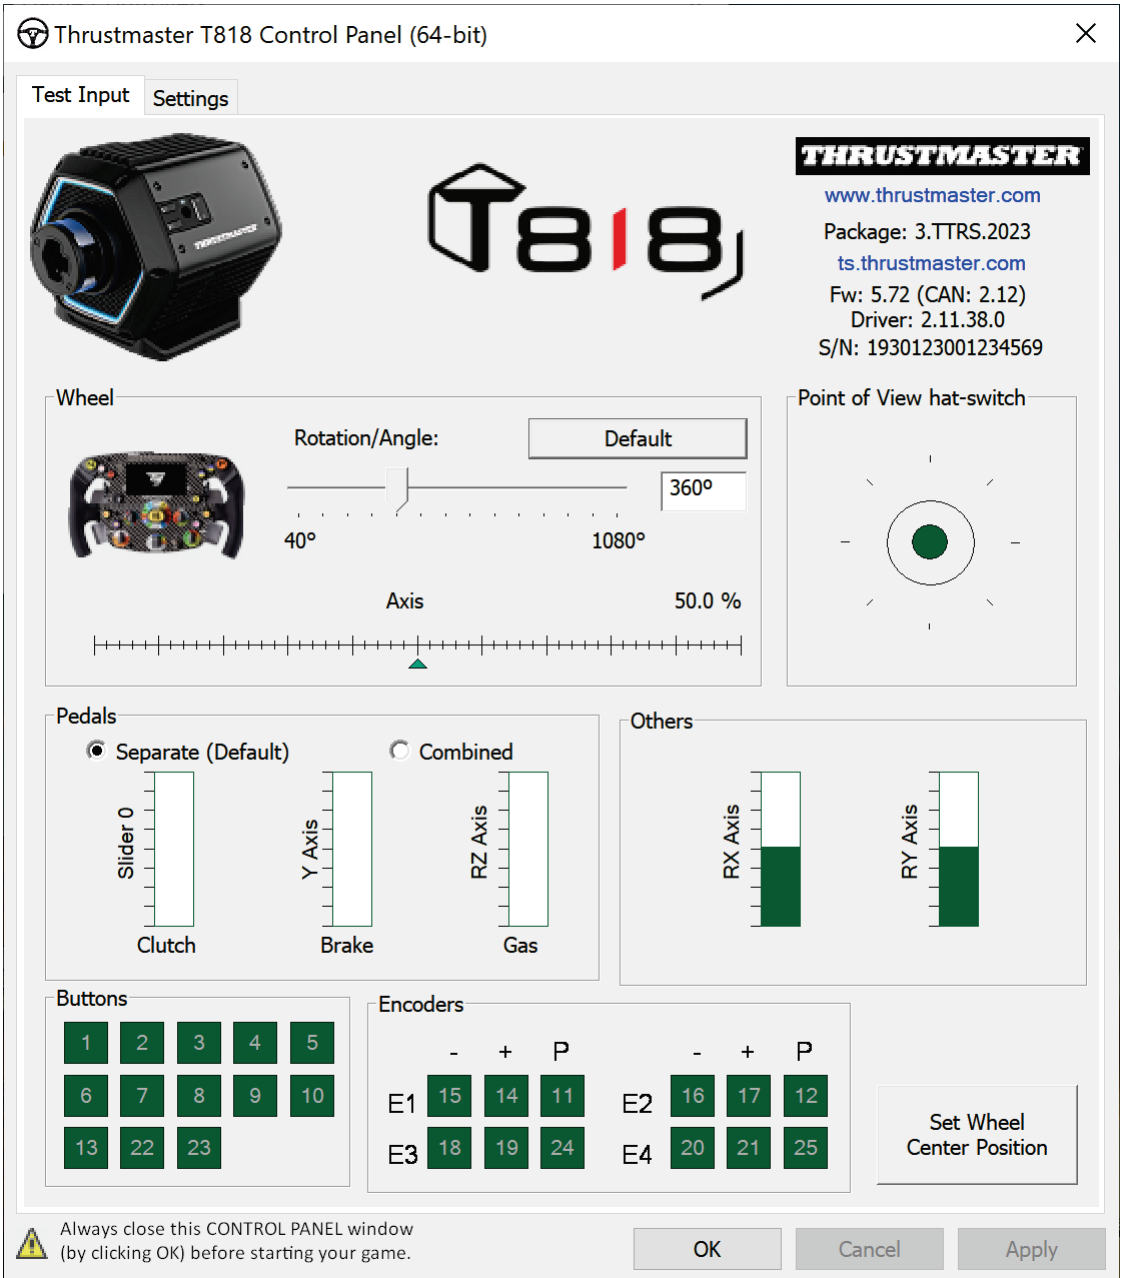 Thrustmaster T818 Control Panel (64-bit)
Test Input
Settings
THRUSTMASTER
T818
THRUSTMASTER
www.thrustmaster.com
Package: 3.TTRS.2023
ts.thrustmaster.com
Fw: 5.72 (CAN: 2.12)
Driver: 2.11.38.0
S/N: 1930123001234569
Wheel
Rotation/Angle:
Default
360º
40º
1080º
Axis
50.0 %
Point of View hat-switch
Pedals
Separate (Default)
Combined
Slider 0
Y Axis
RZ Axis
Clutch
Brake
Gas
Others
RX Axis
RY Axis
Buttons
1 2 3 4 5
6 7 8 9 10
13 22 23
Encoders
- + P - + P
E1 15 14 11 E2 16 17 12
E3 18 19 24 E4 20 21 25
Set Wheel
Center Position
Always close this CONTROL PANEL window
(by clicking OK) before starting your game.
OK
Cancel
Apply